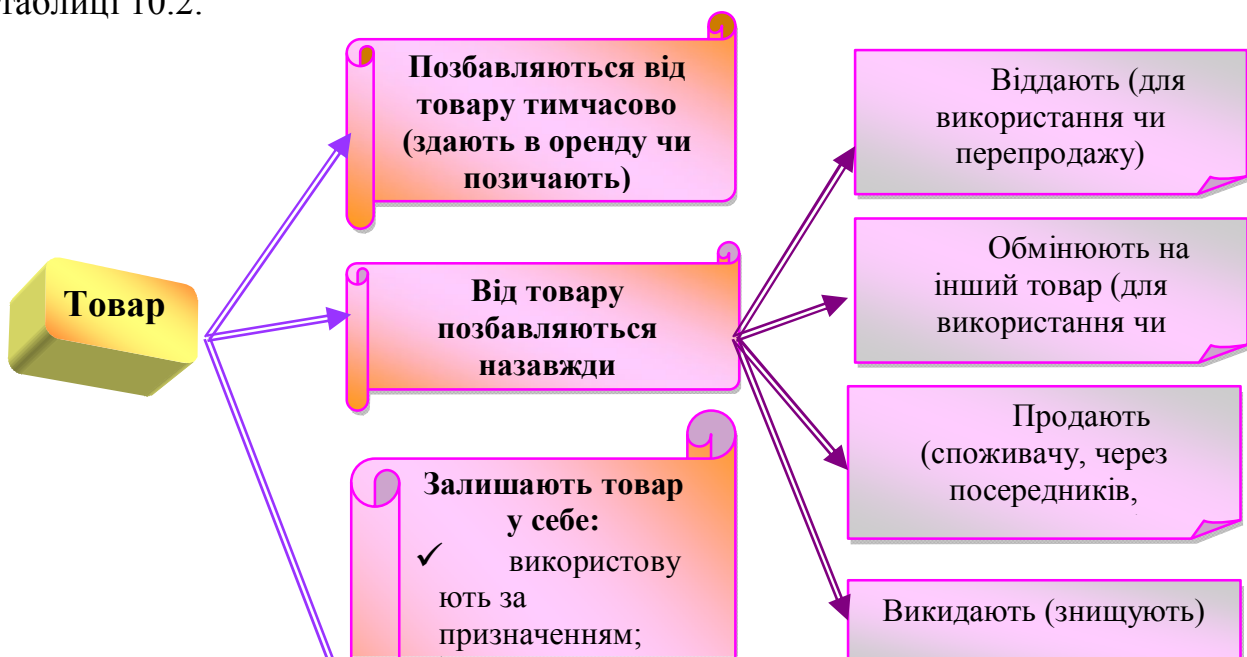 таблиці 10.2.
Товар
Позбавляються від
товару тимчасово
(здають в оренду чи
позичають)
Від товару
позбавляються
назавжди
Залишають товар
у себе:
✓ використову
ють за
призначенням;
Віддають (для
використання чи
перепродажу)
Обмінюють на
інший товар (для
використання чи
Продають
(споживачу, через
посередників,
Викидають (знищують)